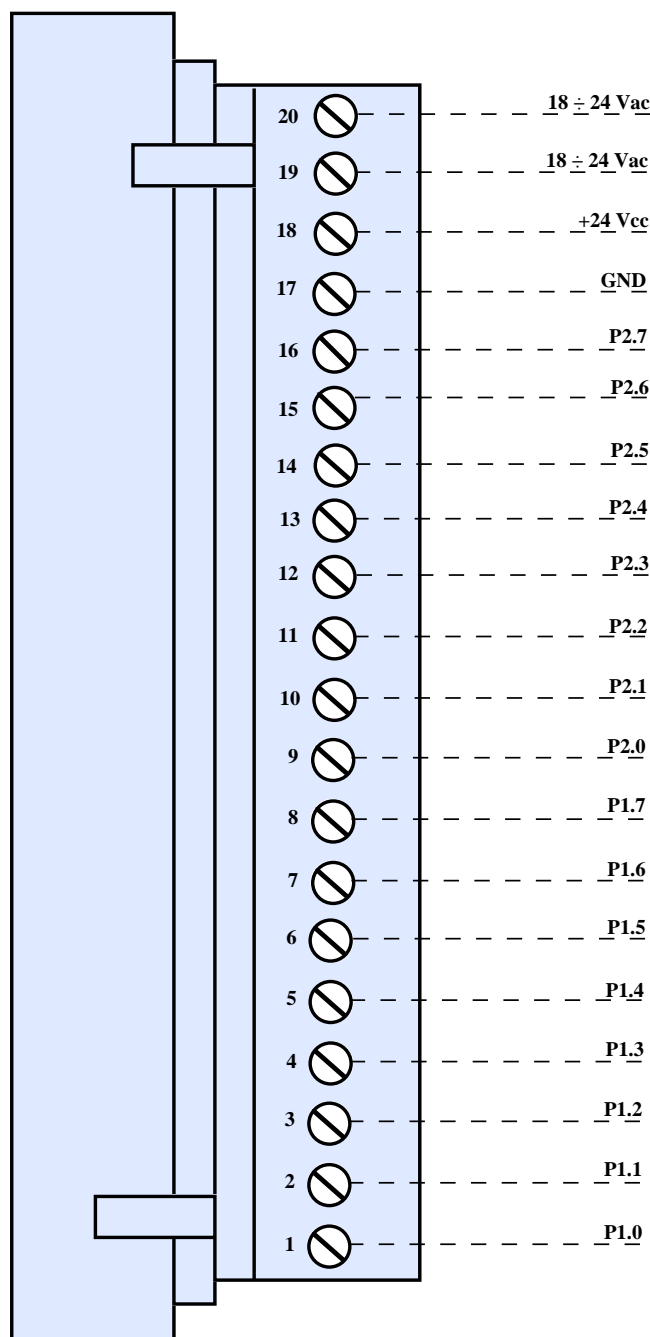 20 18 ÷ 24 Vac
19 18 ÷ 24 Vac
18 +24 Vcc
17 GND
16 P2.7
15 P2.6
14 P2.5
13 P2.4
12 P2.3
11 P2.2
10 P2.1
9 P2.0
8 P1.7
7 P1.6
6 P1.5
5 P1.4
4 P1.3
3 P1.2
2 P1.1
1 P1.0